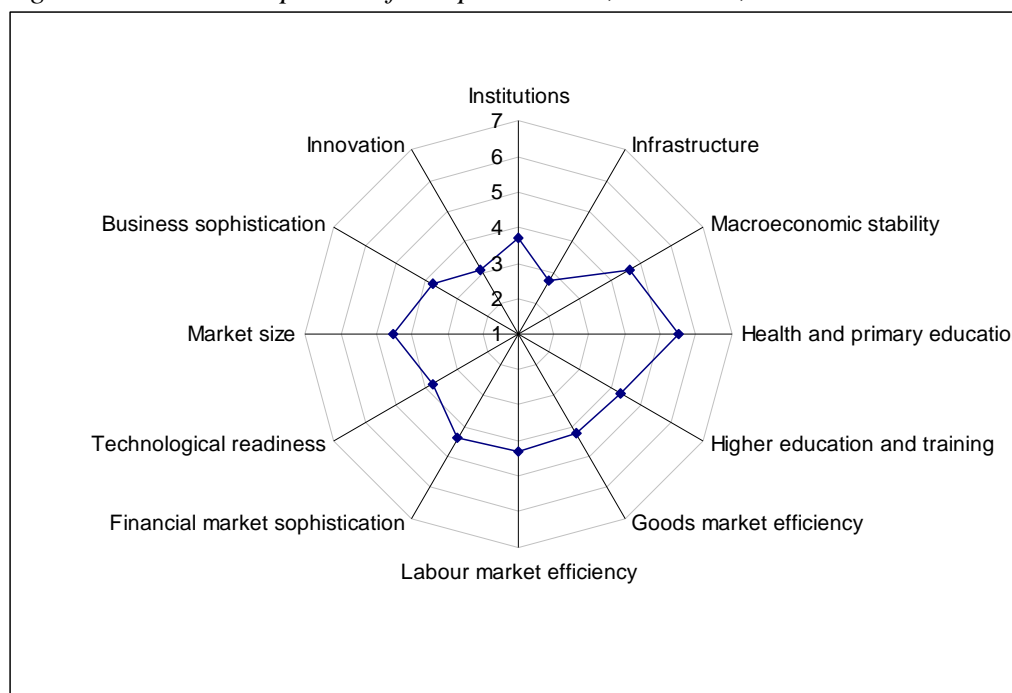 Institutions
7
Innovation
Infrastructure
6
5
Business sophistication
Macroeconomic stability
4
3
2
Market size
1
Health and primary educatio
Technological readiness
Higher education and training
Financial market sophistication
Goods market efficiency
Labour market efficiency